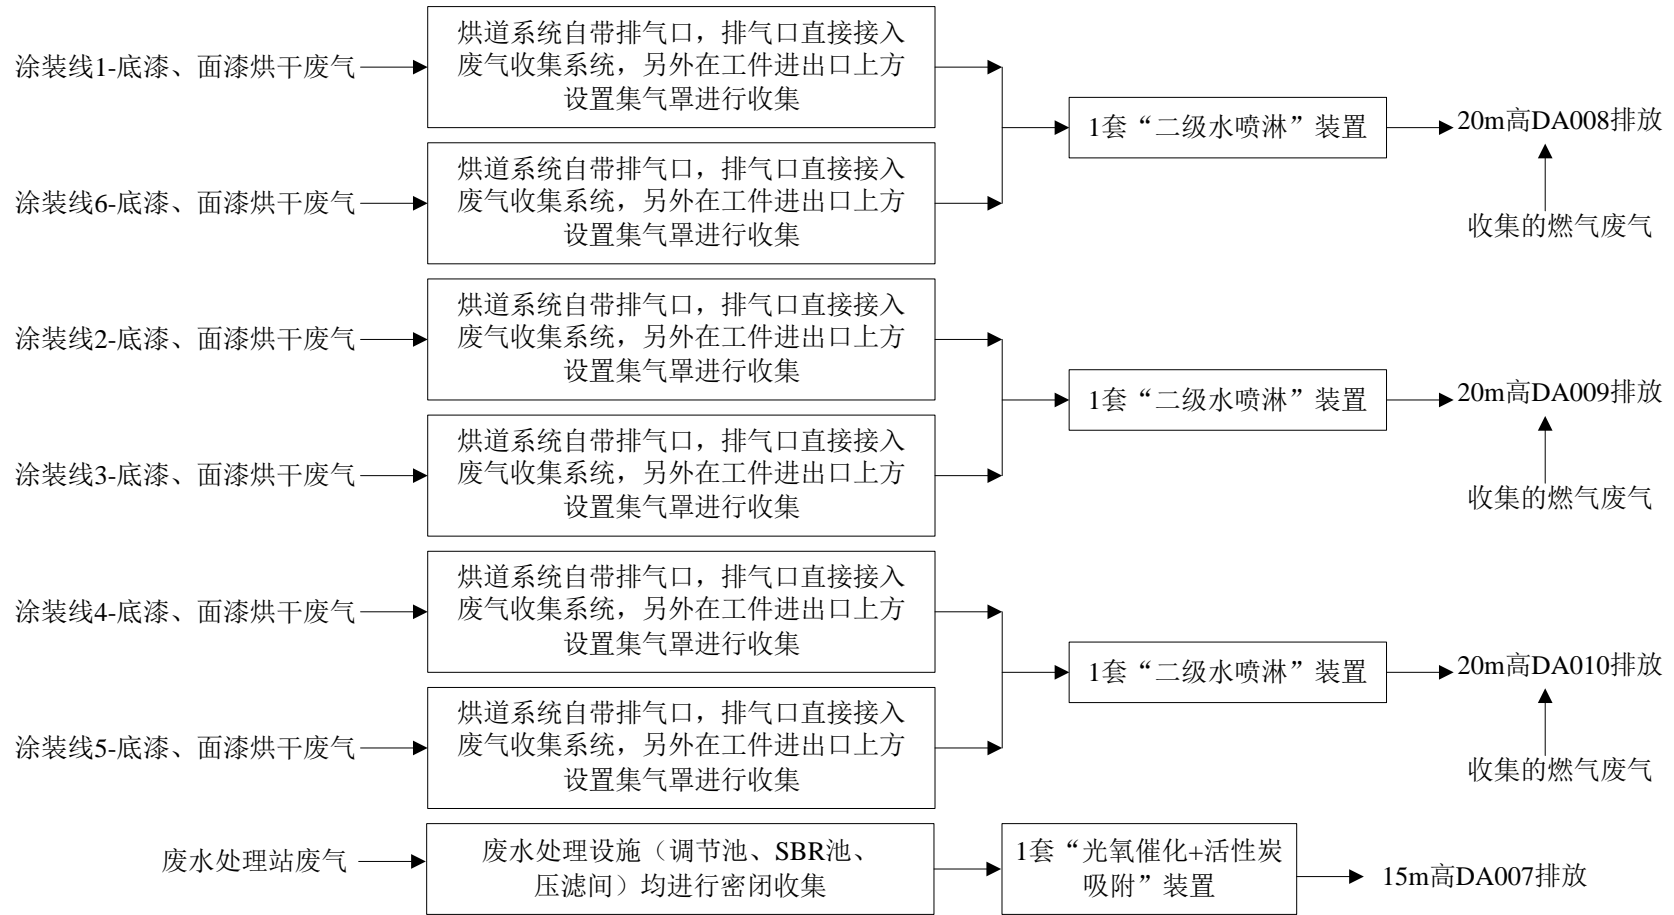 涂装线1-底漆、面漆烘干废气
烘道系统自带排气口，排气口直接接入
废气收集系统，另外在工件进出口上方
设置集气罩进行收集
涂装线6-底漆、面漆烘干废气
烘道系统自带排气口，排气口直接接入
废气收集系统，另外在工件进出口上方
设置集气罩进行收集
1套“二级水喷淋”装置
20m高DA008排放
收集的燃气废气
涂装线2-底漆、面漆烘干废气
烘道系统自带排气口，排气口直接接入
废气收集系统，另外在工件进出口上方
设置集气罩进行收集
涂装线3-底漆、面漆烘干废气
烘道系统自带排气口，排气口直接接入
废气收集系统，另外在工件进出口上方
设置集气罩进行收集
1套“二级水喷淋”装置
20m高DA009排放
收集的燃气废气
涂装线4-底漆、面漆烘干废气
烘道系统自带排气口，排气口直接接入
废气收集系统，另外在工件进出口上方
设置集气罩进行收集
涂装线5-底漆、面漆烘干废气
烘道系统自带排气口，排气口直接接入
废气收集系统，另外在工件进出口上方
设置集气罩进行收集
1套“二级水喷淋”装置
20m高DA010排放
收集的燃气废气
废水处理站废气
废水处理设施（调节池、SBR池、
压滤间）均进行密闭收集
1套“光氧催化+活性炭
吸附”装置
15m高DA007排放